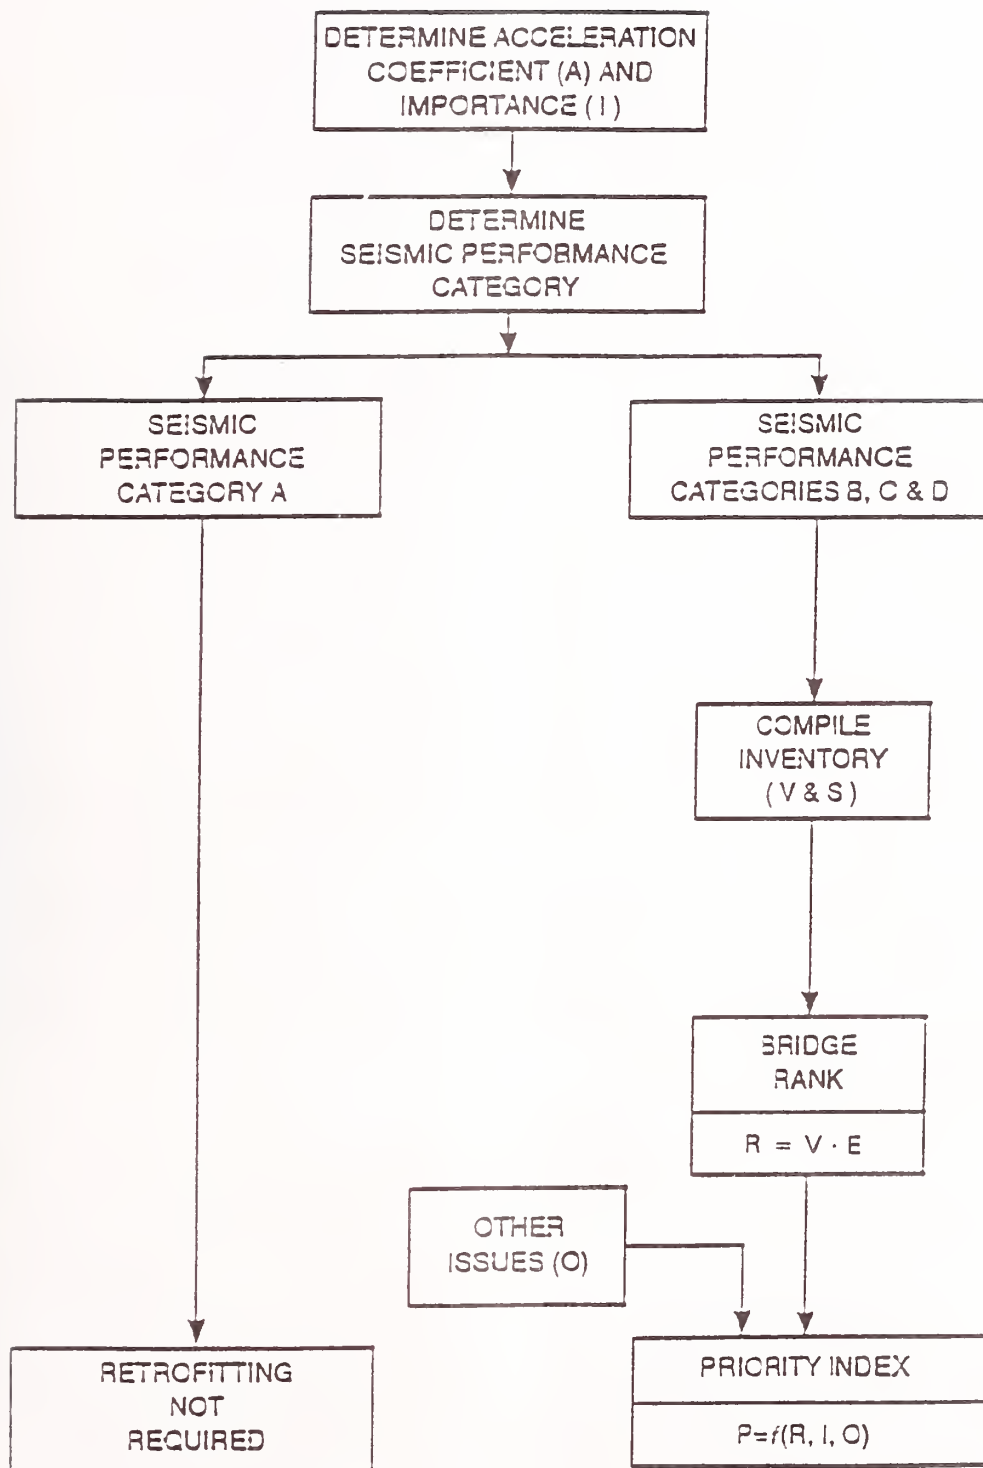 DETERMINE ACCELERATION
COEFFICIENT (A) AND
IMPORTANCE ( I )
DETERMINE
SEISMIC PERFORMANCE
CATEGORY
SEISMIC
PERFORMANCE
CATEGORY A
SEISMIC
PERFORMANCE
CATEGORIES B, C & D
COMPILE
INVENTORY
( V & S )
BRIDGE
RANK
R = V · E
OTHER
ISSUES (O)
RETROFITTING
NOT
REQUIRED
PRIORITY INDEX
P=f(R, I, O)